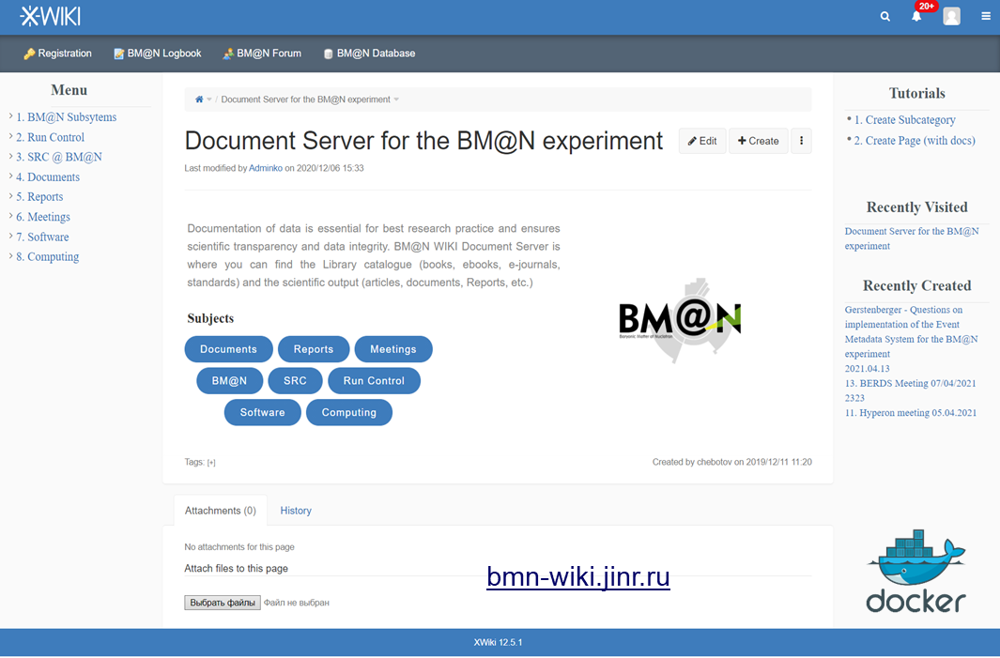 XWIKI
20+
Registration
BM@N Logbook
BM@N Forum
BM@N Database
Menu
1. BM@N Subsytems
2. Run Control
3. SRC @ BM@N
4. Documents
5. Reports
6. Meetings
7. Software
8. Computing
/ Document Server for the BM@N experiment
Document Server for the BM@N experiment
Edit
Create
Last modified by Adminko on 2020/12/06 15:33
Documentation of data is essential for best research practice and ensures
scientific transparency and data integrity. BM@N WIKI Document Server is
where you can find the Library catalogue (books, ebooks, e-journals,
standards) and the scientific output (articles, documents, Reports, etc.)
BM@N
Baryonic Matter at Nuclotron
Subjects
Documents
Reports
Meetings
BM@N
SRC
Run Control
Software
Computing
Tags: [+]
Created by chebotov on 2019/12/11 11:20
Attachments (0)
History
No attachments for this page
Attach files to this page
Выбрать файлы
Файл не выбран
bmn-wiki.jinr.ru
Tutorials
1. Create Subcategory
2. Create Page (with docs)
Recently Visited
Document Server for the BM@N
experiment
Recently Created
Gerstenberger - Questions on
implementation of the Event
Metadata System for the BM@N
experiment
2021.04.13
13. BERDS Meeting 07/04/2021
2323
11. Hyperon meeting 05.04.2021
docker
XWiki 12.5.1